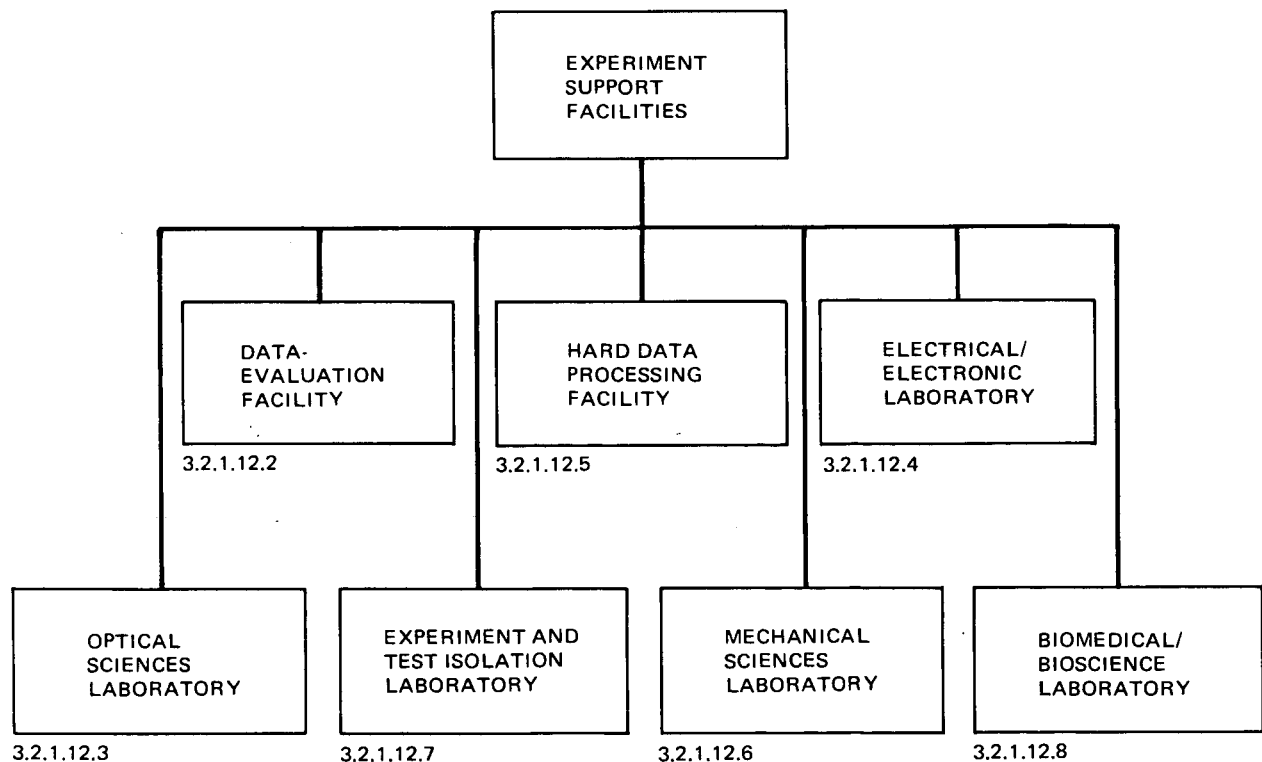 EXPERIMENT
SUPPORT
FACILITIES
DATA-
EVALUATION
FACILITY
3.2.1.12.2
HARD DATA
PROCESSING
FACILITY
3.2.1.12.5
ELECTRICAL/
ELECTRONIC
LABORATORY
3.2.1.12.4
OPTICAL
SCIENCES
LABORATORY
3.2.1.12.3
EXPERIMENT AND
TEST ISOLATION
LABORATORY
3.2.1.12.7
MECHANICAL
SCIENCES
LABORATORY
3.2.1.12.6
BIOMEDICAL/
BIOSCIENCE
LABORATORY
3.2.1.12.8